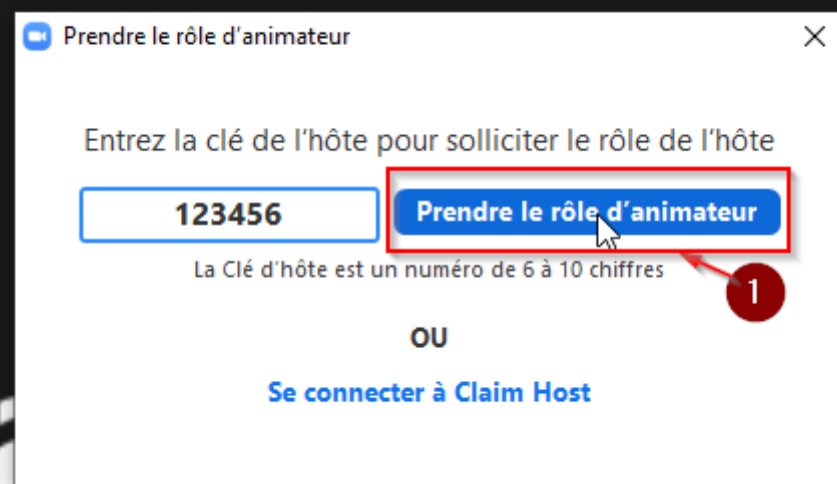 Prendre le rôle d'animateur
Entrez la clé de l'hôte pour solliciter le rôle de l'hôte
123456 Prendre le rôle d'animateur
La Clé d'hôte est un numéro de 6 à 10 chiffres
1
OU
Se connecter à Claim Host